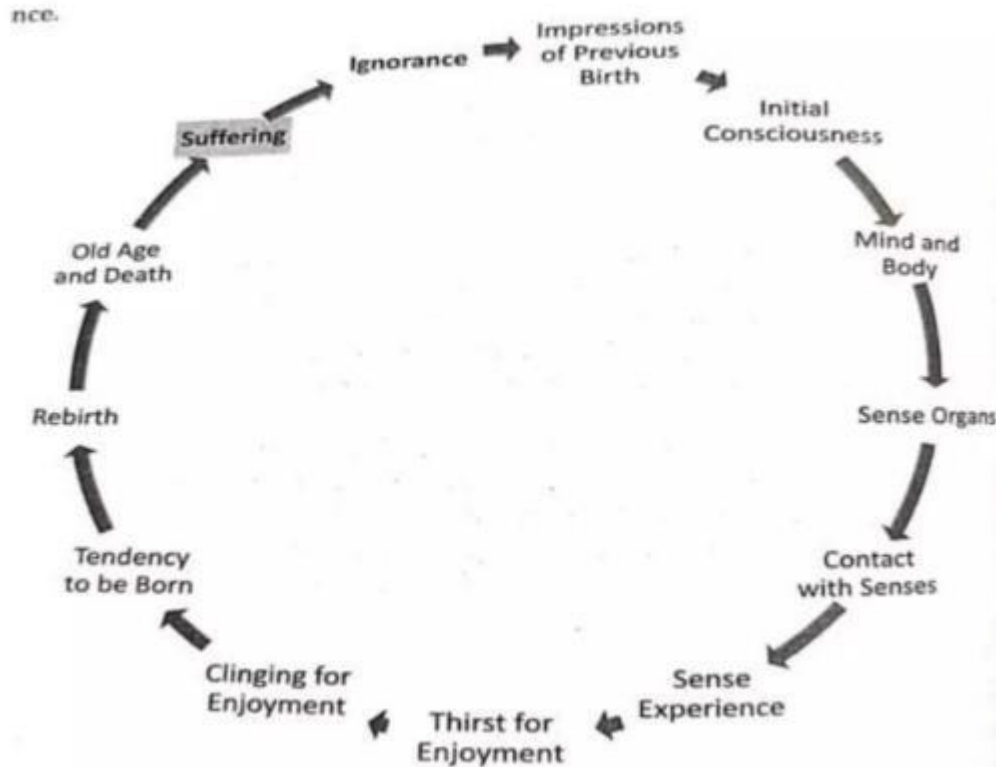 nce.
Ignorance
Impressions
of Previous
Birth
Initial
Consciousness
Mind and
Body
Sense Organs
Contact
with Senses
Sense
Experience
Thirst for
Enjoyment
Clinging for
Enjoyment
Tendency
to be Born
Rebirth
Old Age
and Death
Suffering